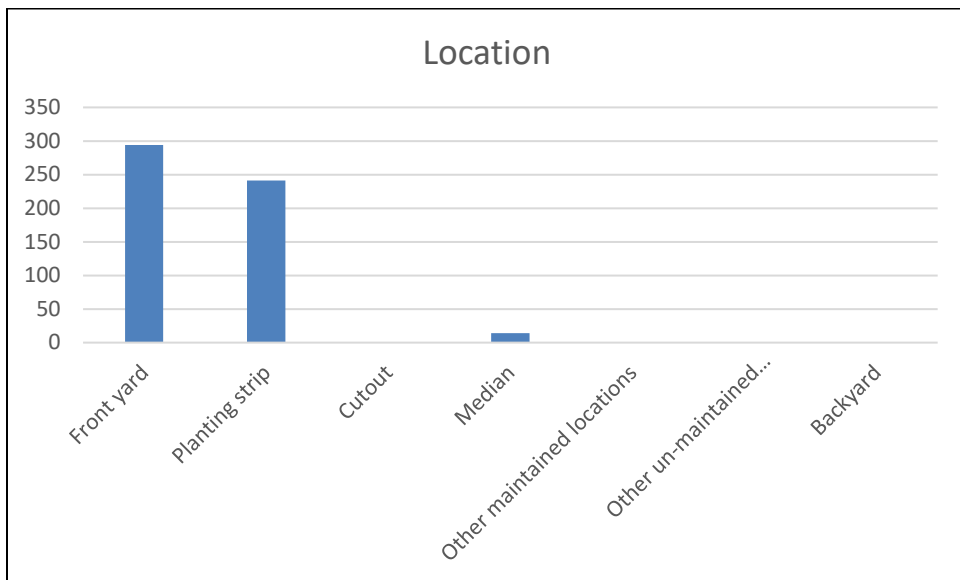 Location
350
300
250
200
150
100
50
0
Front yard
Planting strip
Cutout
Median
Other maintained locations
Other un-maintained…
Backyard